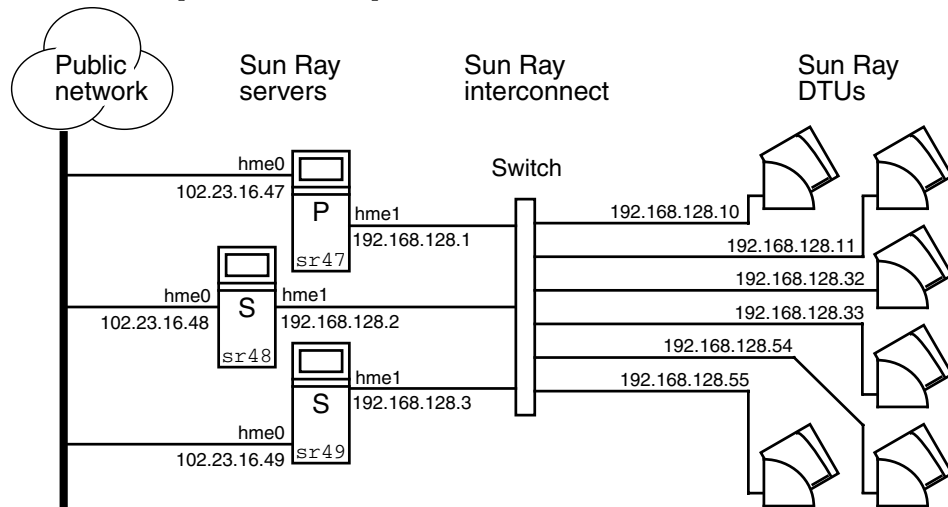 Public
network
Sun Ray
servers
Sun Ray
interconnect
Sun Ray
DTUs
Switch
hme0
102.23.16.47
P
sr47
hme1
192.168.128.1
hme0
102.23.16.48
S
sr48
hme1
192.168.128.2
hme0
102.23.16.49
S
sr49
hme1
192.168.128.3
192.168.128.10
192.168.128.11
192.168.128.32
192.168.128.33
192.168.128.54
192.168.128.55